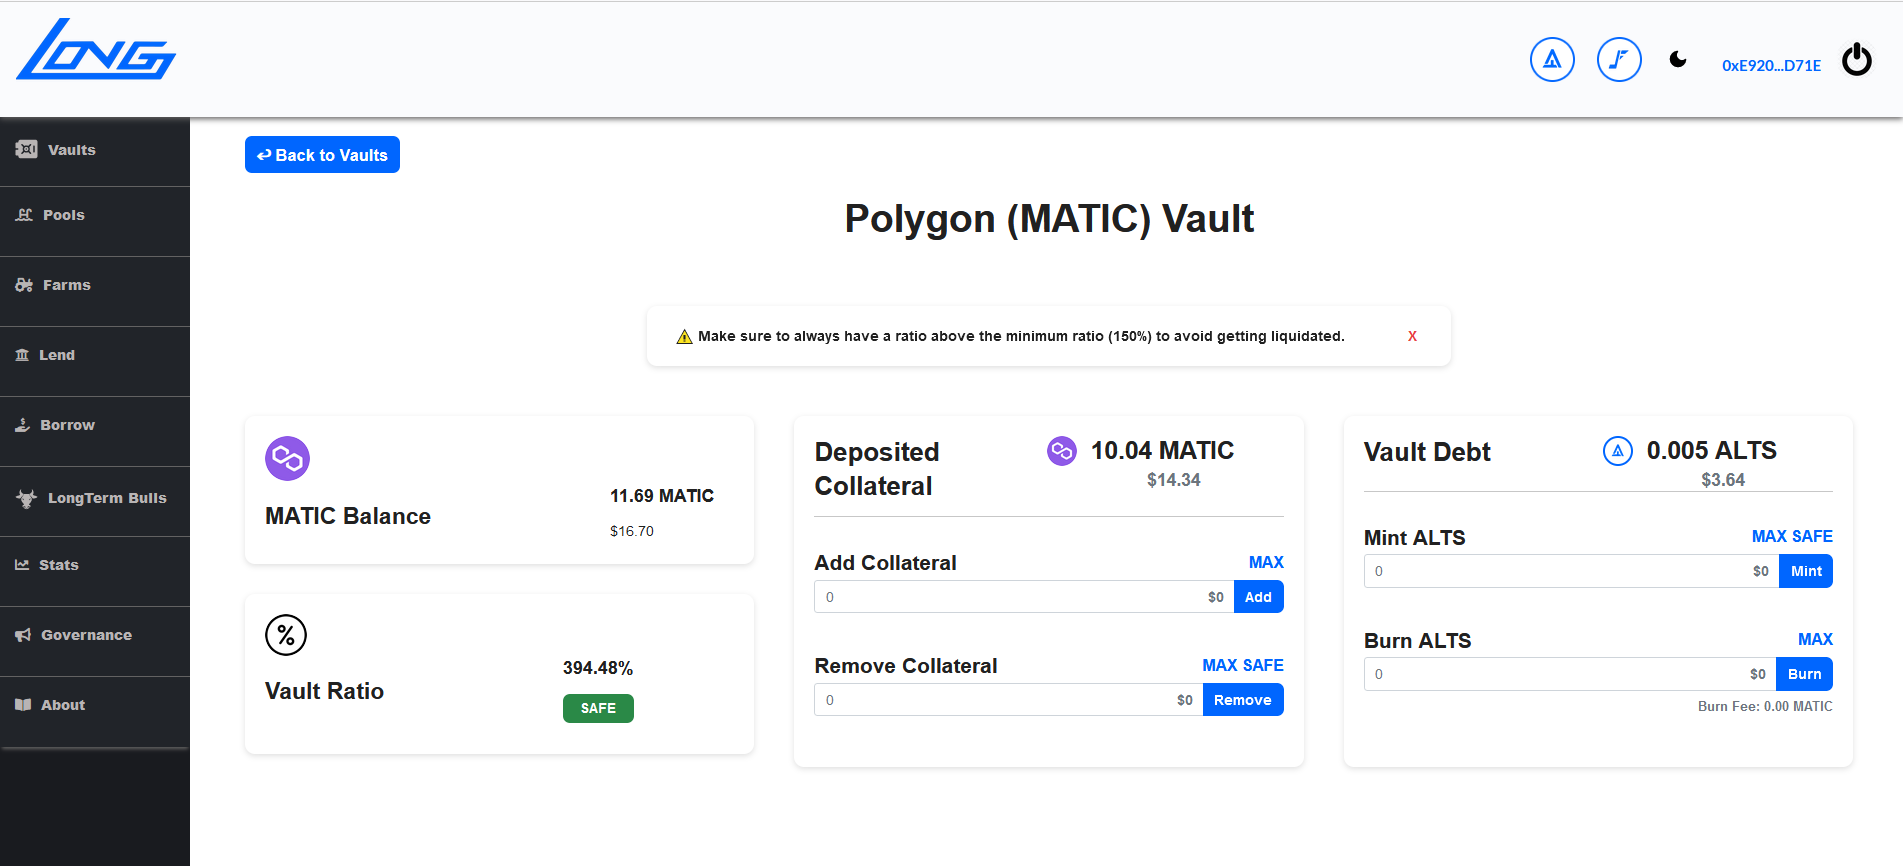 LONG
0xE920...D71E
Vaults
Pools
Farms
Lend
Borrow
LongTerm Bulls
Stats
Governance
About
Back to Vaults
Polygon (MATIC) Vault
Make sure to always have a ratio above the minimum ratio (150%) to avoid getting liquidated.
X
MATIC Balance
11.69 MATIC
$16.70
%
Vault Ratio
394.48%
SAFE
Deposited
Collateral
10.04 MATIC
$14.34
Add Collateral
MAX
0
$0
Add
Remove Collateral
MAX SAFE
0
$0
Remove
Vault Debt
0.005 ALTS
$3.64
Mint ALTS
MAX SAFE
0
$0
Mint
Burn ALTS
MAX
0
$0
Burn
Burn Fee: 0.00 MATIC